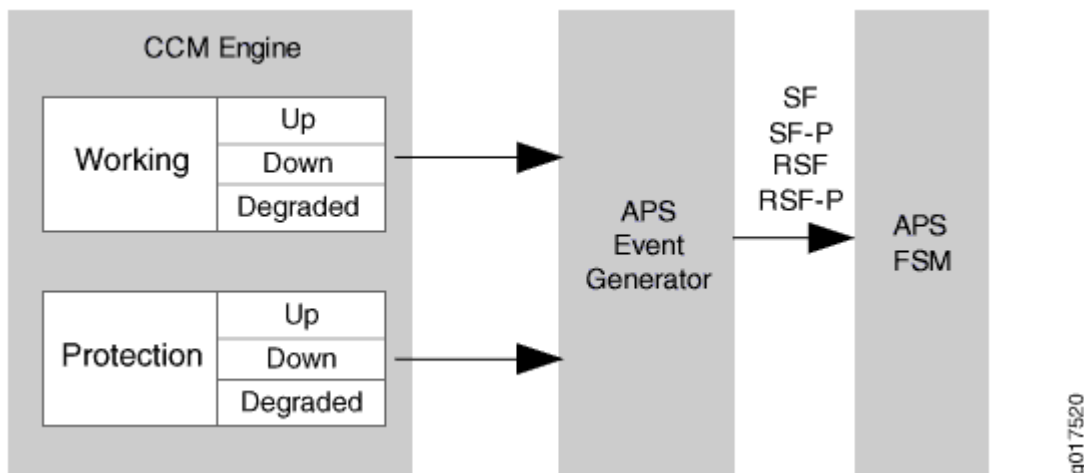 CCM Engine
Working
Up
Down
Degraded
Protection
Up
Down
Degraded
APS
Event
Generator
SF
SF-P
RSF
RSF-P
APS
FSM
g017520